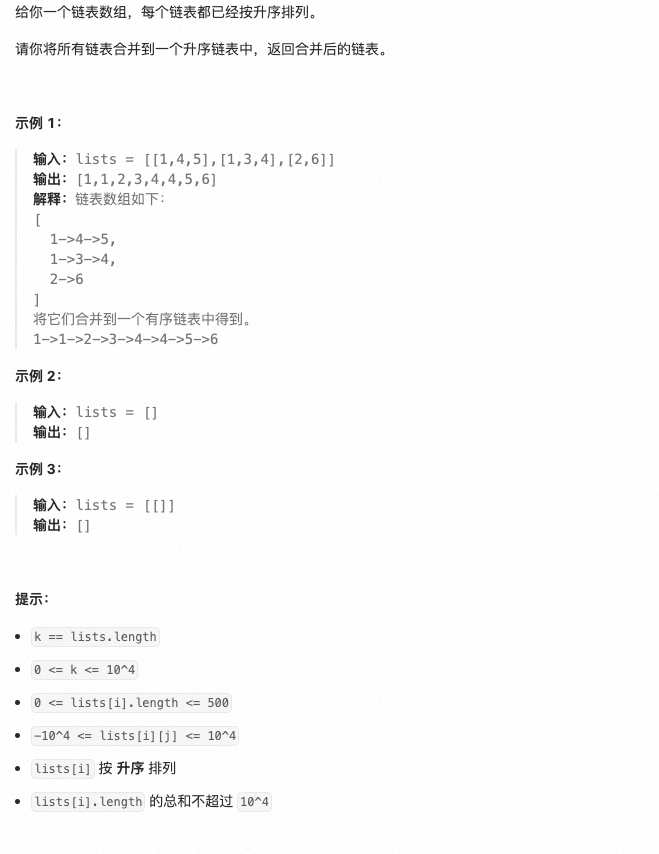 给你一个链表数组，每个链表都已经按升序排列。
请你将所有链表合并到一个升序链表中，返回合并后的链表。
示例 1：
输入：lists = [[1,4,5],[1,3,4],[2,6]]
输出：[1,1,2,3,4,4,5,6]
解释：链表数组如下：
[
  1->4->5,
  1->3->4,
  2->6
]
将它们合并到一个有序链表中得到。
1->1->2->3->4->4->5->6
示例 2：
输入：lists = []
输出：[]
示例 3：
输入：lists = [[]]
输出：[]
提示：
• k == lists.length
• 0 <= k <= 10^4
• 0 <= lists[i].length <= 500
• -10^4 <= lists[i][j] <= 10^4
• lists[i] 按 升序 排列
• lists[i].length 的总和不超过 10^4